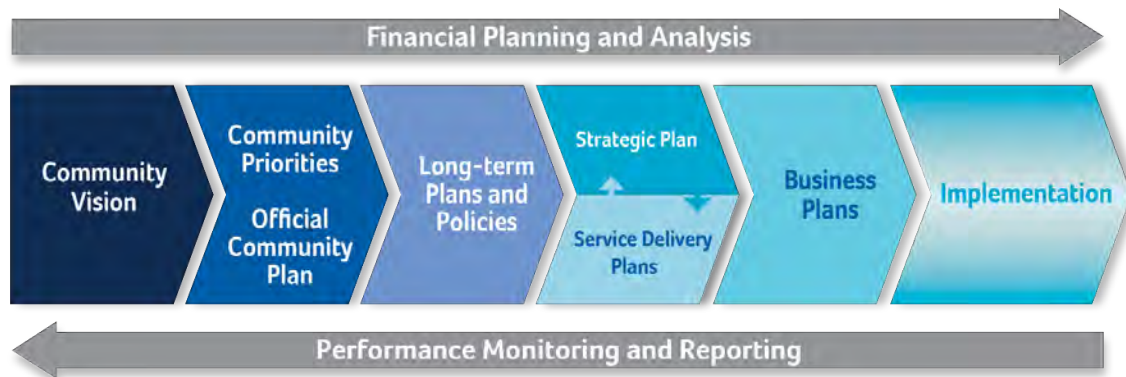 Financial Planning and Analysis
Community
Vision
Community
Priorities
Official
Community
Plan
Long-term
Plans and
Policies
Strategic Plan
Service Delivery
Plans
Business
Plans
Implementation
Performance Monitoring and Reporting